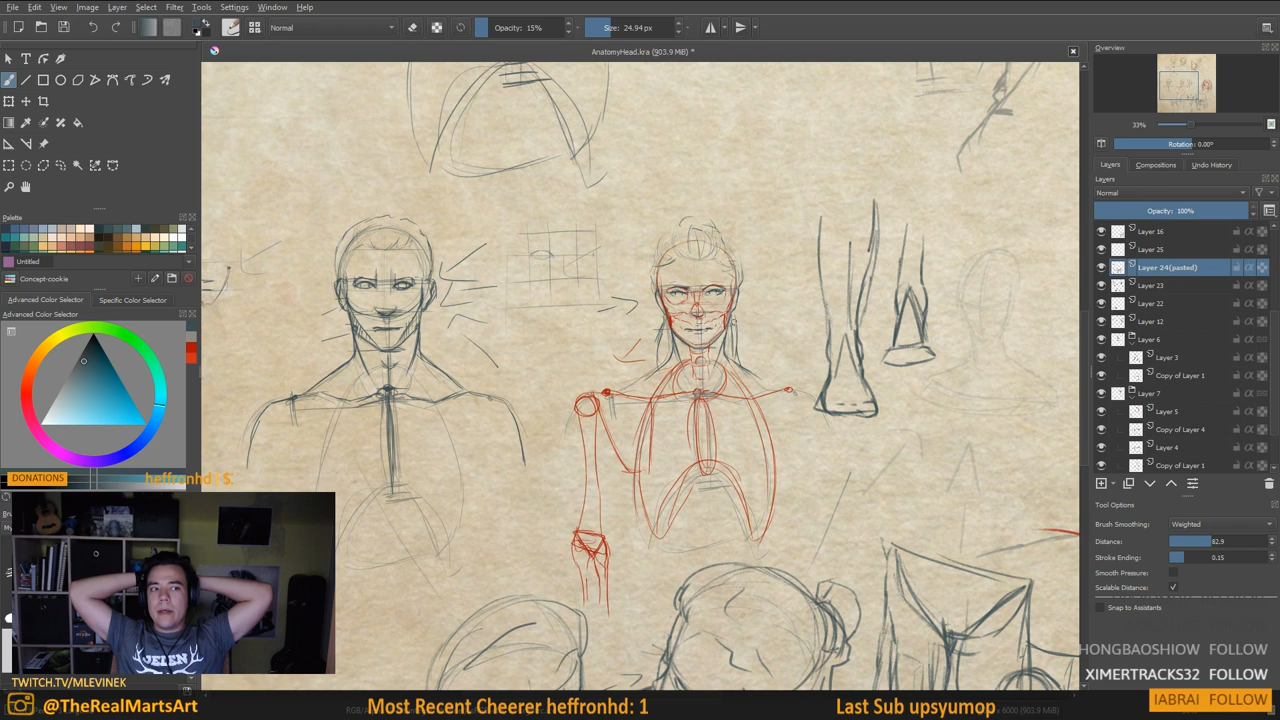 File Edit View Image Layer Select Filter Tools Settings Window Help
Normal
Opacity: 15%
Size: 24.94 px
AnatomyHead.kra (903.9 MiB) *
Overview
33%
Rotation: 0.00°
Layers Compositions Undo History
Layers
Normal
Opacity: 100%
Layer 16
Layer 25
Layer 24(pasted)
Layer 23
Layer 22
Layer 12
Layer 6
Layer 3
Copy of Layer 1
Layer 7
Layer 5
Copy of Layer 4
Layer 4
Copy of Layer 1
Tool Options
Brush Smoothing: Weighted
Distance: 82.9
Stroke Ending: 0.15
Smooth Pressure:
Scalable Distance:
Snap to Assistants
Palette
Untitled
Concept-cookie
Advanced Color Selector Specific Color Selector
Advanced Color Selector
DONATIONS
heffronhd | $
JELEN
TWITCH.TV/MLEVINEK
@TheRealMartsArt
Most Recent Cheerer heffronhd: 1
Last Sub upsyumop
HONGBAOSHIOW FOLLOW
XIMERTRACKS32 FOLLOW
IABRAI FOLLOW